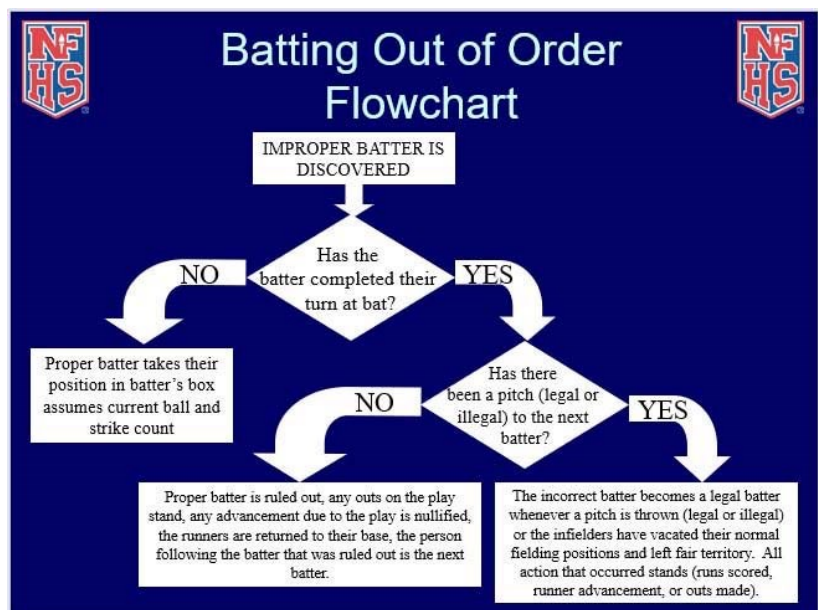 NF
HS
Batting Out of Order
Flowchart
NF
HS
IMPROPER BATTER IS
DISCOVERED
Has the
batter completed their
turn at bat?
NO
YES
Proper batter takes their
position in batter's box
assumes current ball and
strike count
Has there
been a pitch (legal or
illegal) to the next
batter?
NO
YES
Proper batter is ruled out, any outs on the play
stand, any advancement due to the play is nullified,
the runners are returned to their base, the person
following the batter that was ruled out is the next
batter.
The incorrect batter becomes a legal batter
whenever a pitch is thrown (legal or illegal)
or the infielders have vacated their normal
fielding positions and left fair territory. All
action that occurred stands (runs scored,
runner advancement, or outs made).